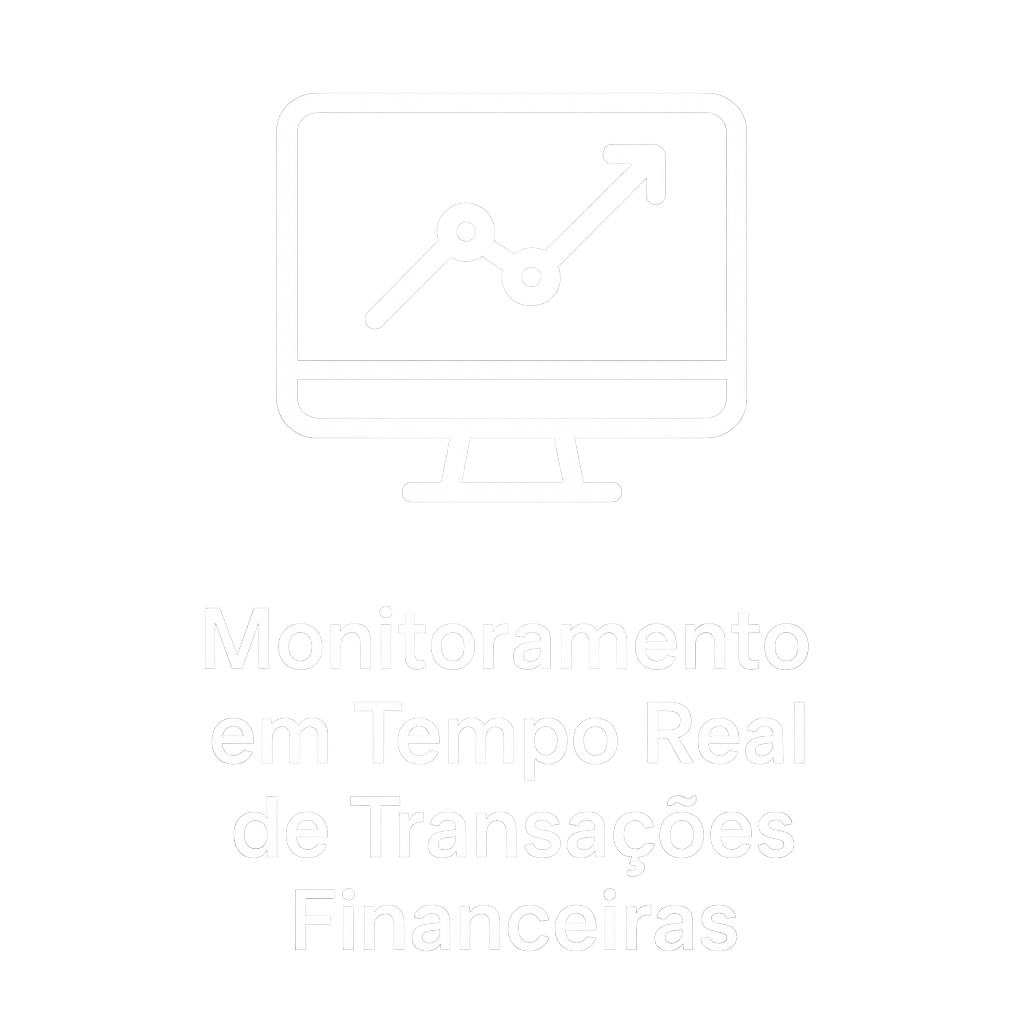 Monitoramento
em Tempo Real
de Transações
Financeiras